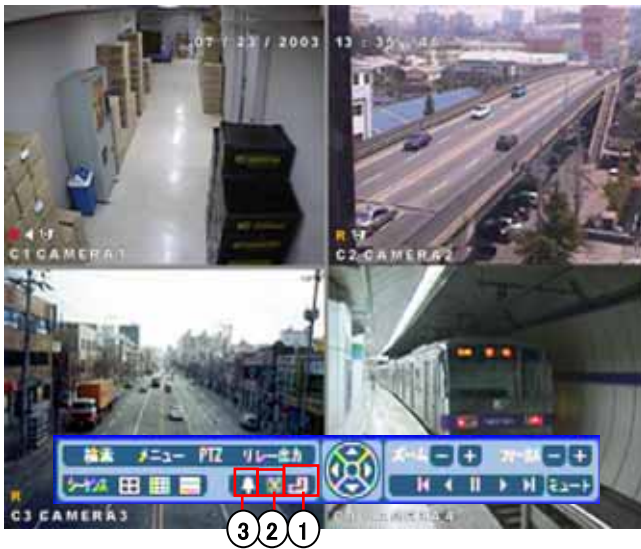 07 / 23 / 2003 13 : 35
R
C1 CAMERA1
C2 CAMERA2
検索 メニュー PTZ リレー出力 ズーム - + フォーカス - +
シーケンス ミュート
R
C3 CAMERA3
3 2 1